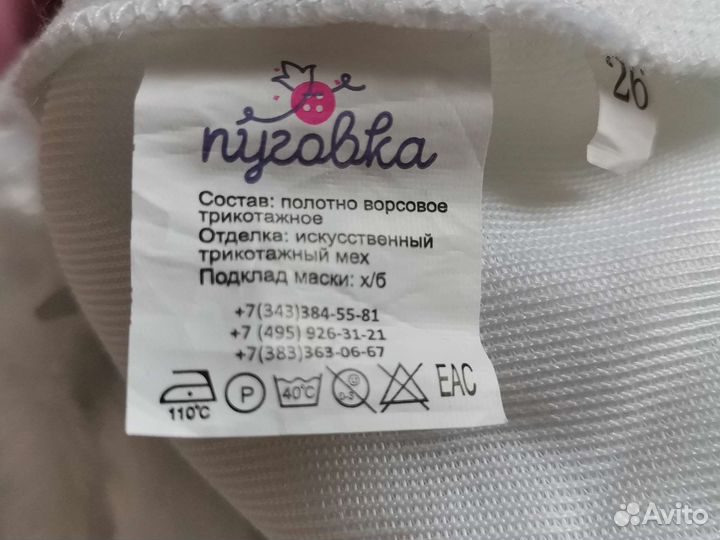 пуговка
Состав: полотно ворсовое
трикотажное
Отделка: искусственный
трикотажный мех
Подклад маски: х/б
+7(343)384-55-81
+7 (495) 926-31-21
+7(383)363-06-67
110°C P 40°C EAC
26
Avito